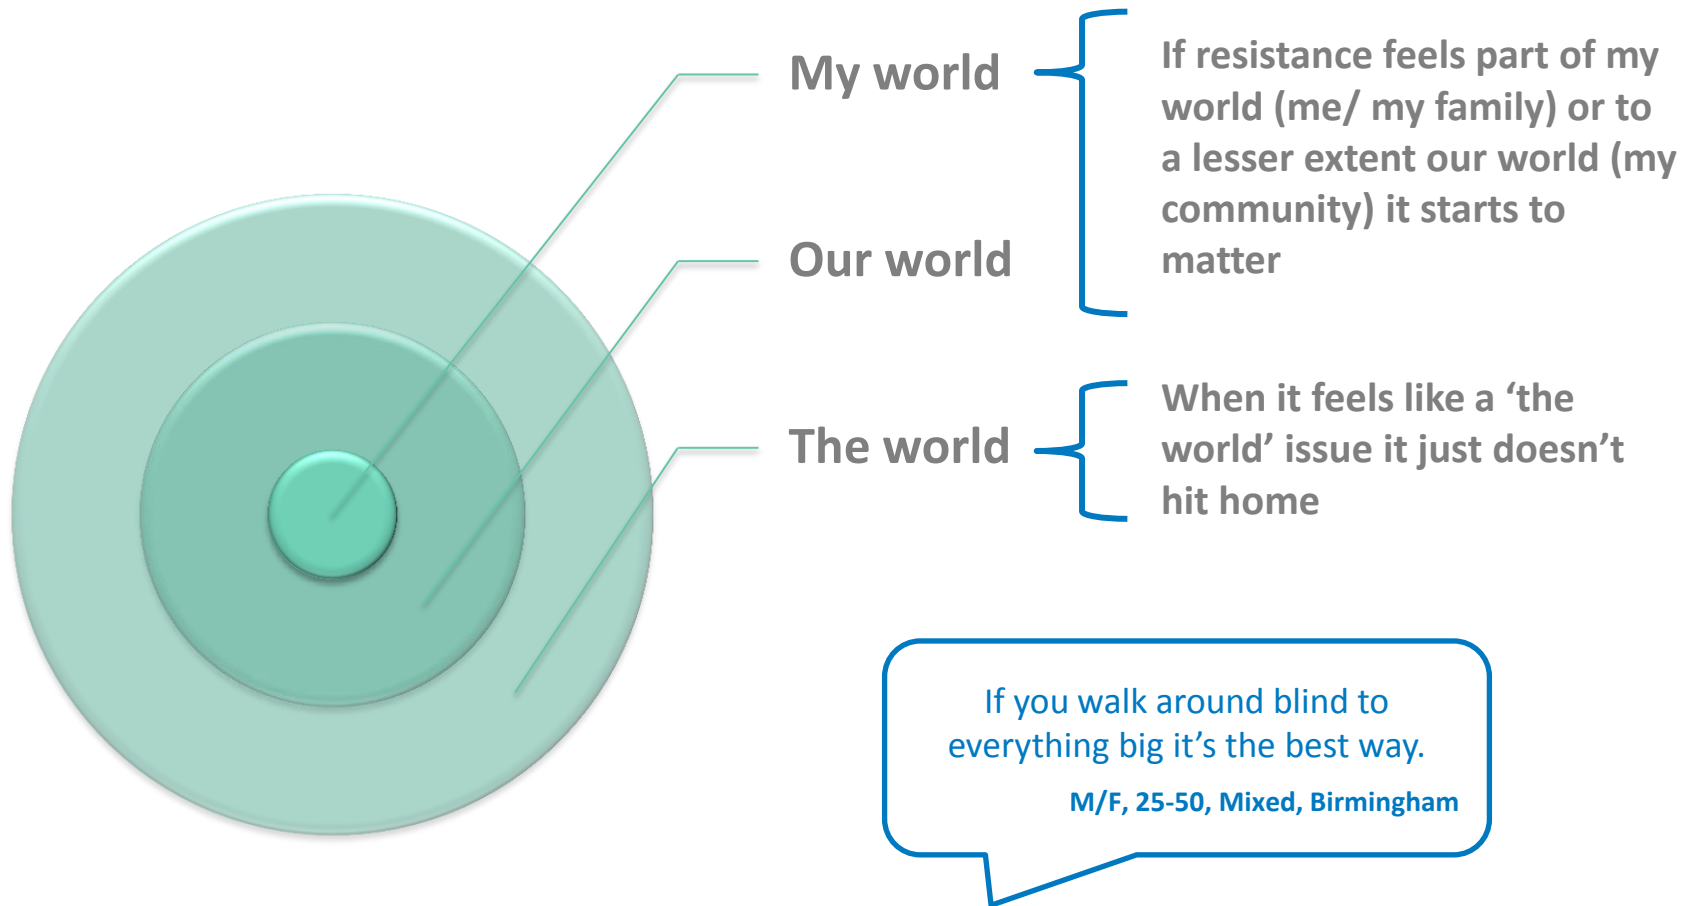 My world
If resistance feels part of my
world (me/ my family) or to
a lesser extent our world (my
community) it starts to
matter
Our world
The world
When it feels like a ‘the
world’ issue it just doesn’t
hit home
If you walk around blind to
everything big it’s the best way.
M/F, 25-50, Mixed, Birmingham